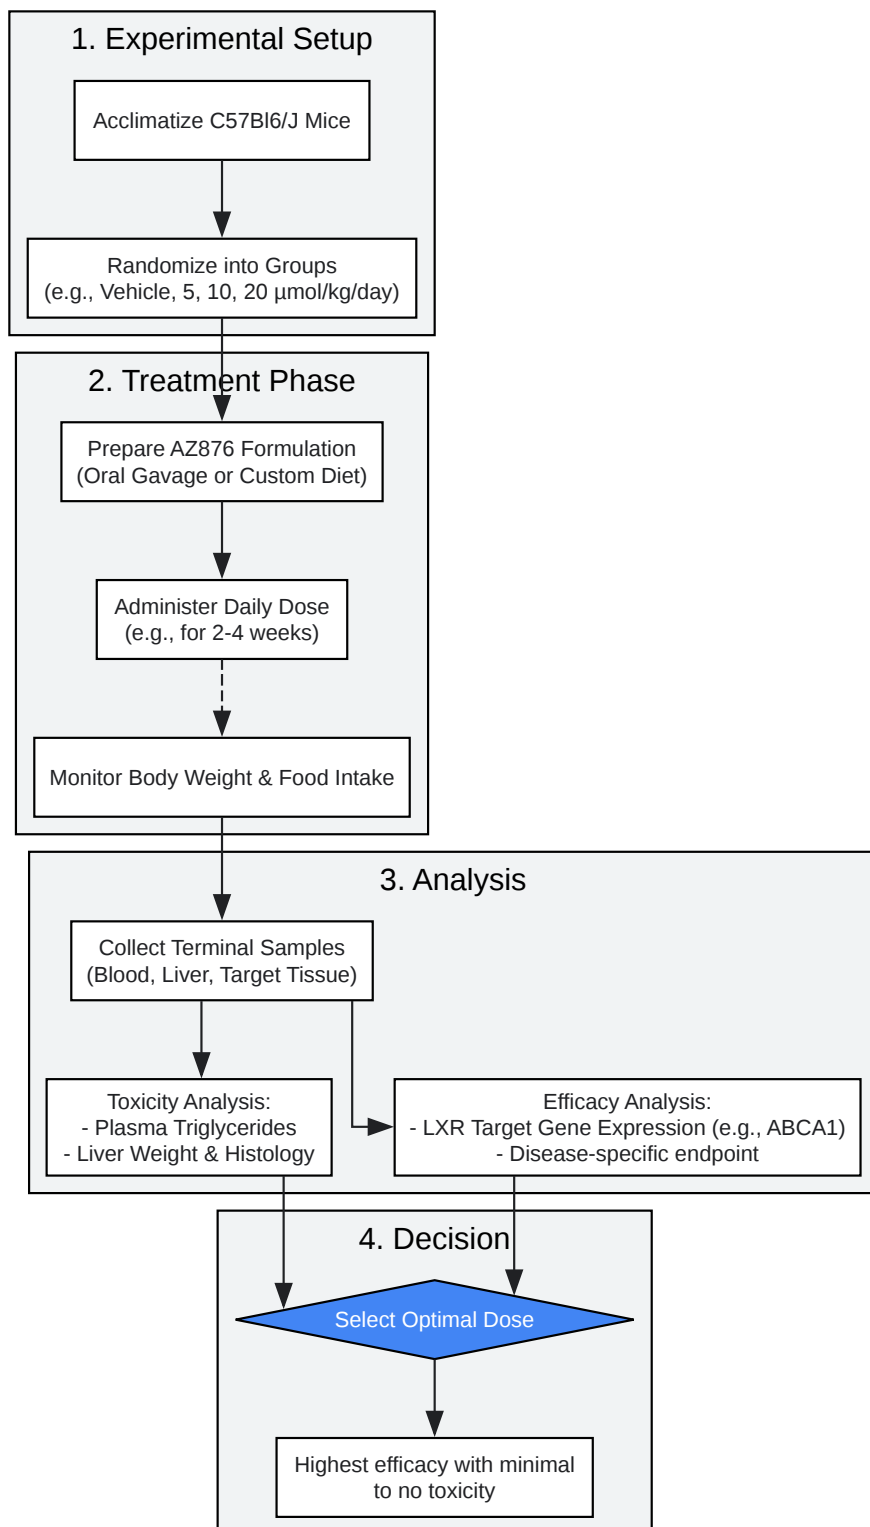 1. Experimental Setup
Acclimatize C57Bl6/J Mice
Randomize into Groups
(e.g., Vehicle, 5, 10, 20 µmol/kg/day)
2. Treatment Phase
Prepare AZ876 Formulation
(Oral Gavage or Custom Diet)
Administer Daily Dose
(e.g., for 2-4 weeks)
Monitor Body Weight & Food Intake
3. Analysis
Collect Terminal Samples
(Blood, Liver, Target Tissue)
Toxicity Analysis:
- Plasma Triglycerides
- Liver Weight & Histology
Efficacy Analysis:
- LXR Target Gene Expression (e.g., ABCA1)
- Disease-specific endpoint
4. Decision
Select Optimal Dose
Highest efficacy with minimal
to no toxicity